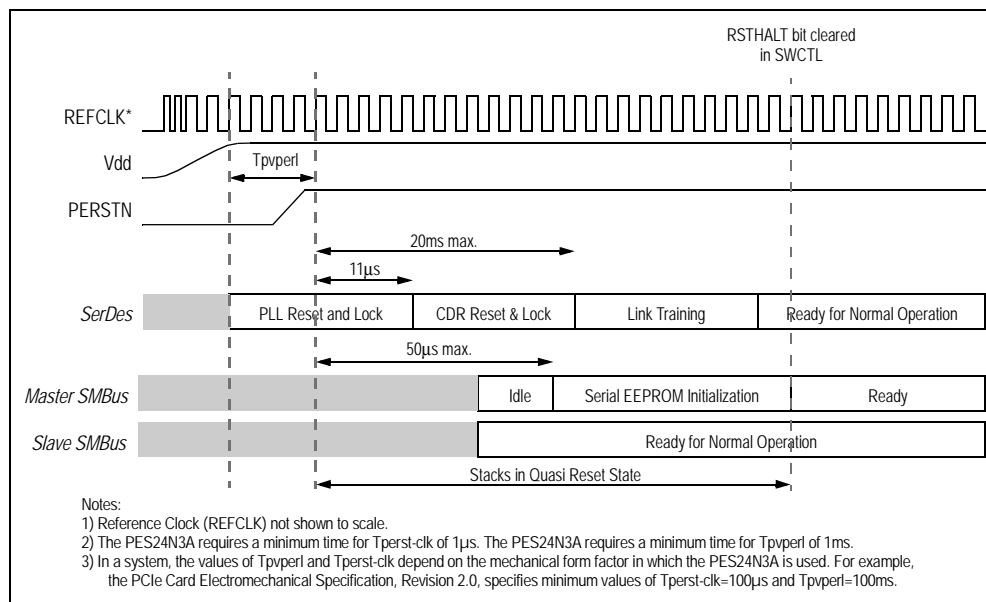 RSTHALT bit cleared
in SWCTL
REFCLK*
Vdd
Tpvperl
PERSTN
20ms max.
11µs
SerDes
PLL Reset and Lock
CDR Reset & Lock
Link Training
Ready for Normal Operation
50µs max.
Master SMBus
Idle
Serial EEPROM Initialization
Ready
Slave SMBus
Ready for Normal Operation
Stacks in Quasi Reset State
Notes:
1) Reference Clock (REFCLK) not shown to scale.
2) The PES24N3A requires a minimum time for Tperst-clk of 1µs. The PES24N3A requires a minimum time for Tpvperl of 1ms.
3) In a system, the values of Tpvperl and Tperst-clk depend on the mechanical form factor in which the PES24N3A is used. For example,
the PCIe Card Electromechanical Specification, Revision 2.0, specifies minimum values of Tperst-clk=100µs and Tpvperl=100ms.